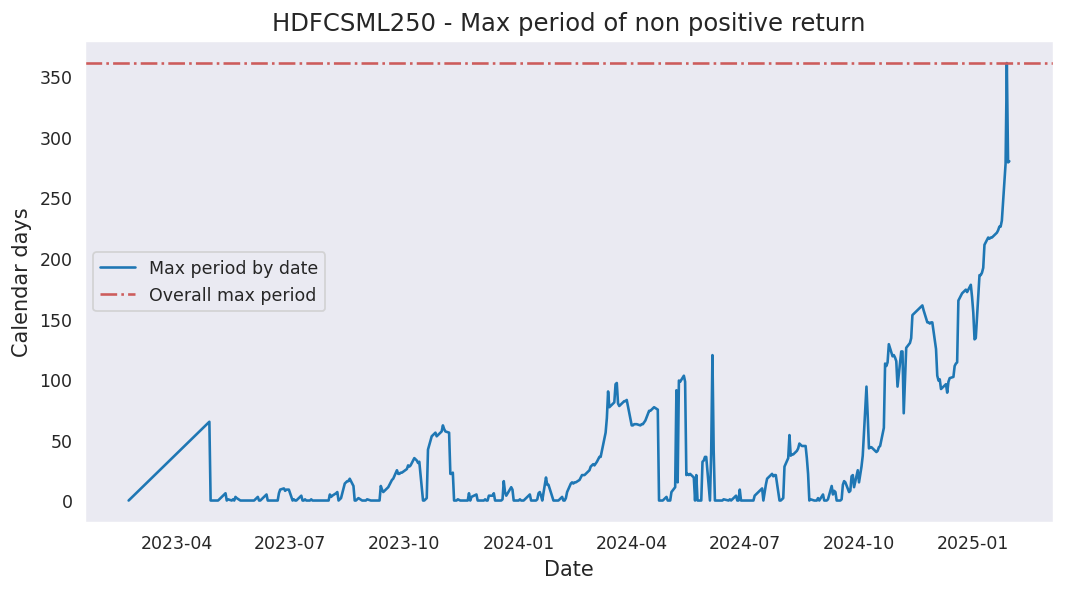 HDFCSML250 - Max period of non positive return
Calendar days
350
300
250
200
150
100
50
0
Max period by date
Overall max period
2023-04 2023-07 2023-10 2024-01 2024-04 2024-07 2024-10 2025-01
Date